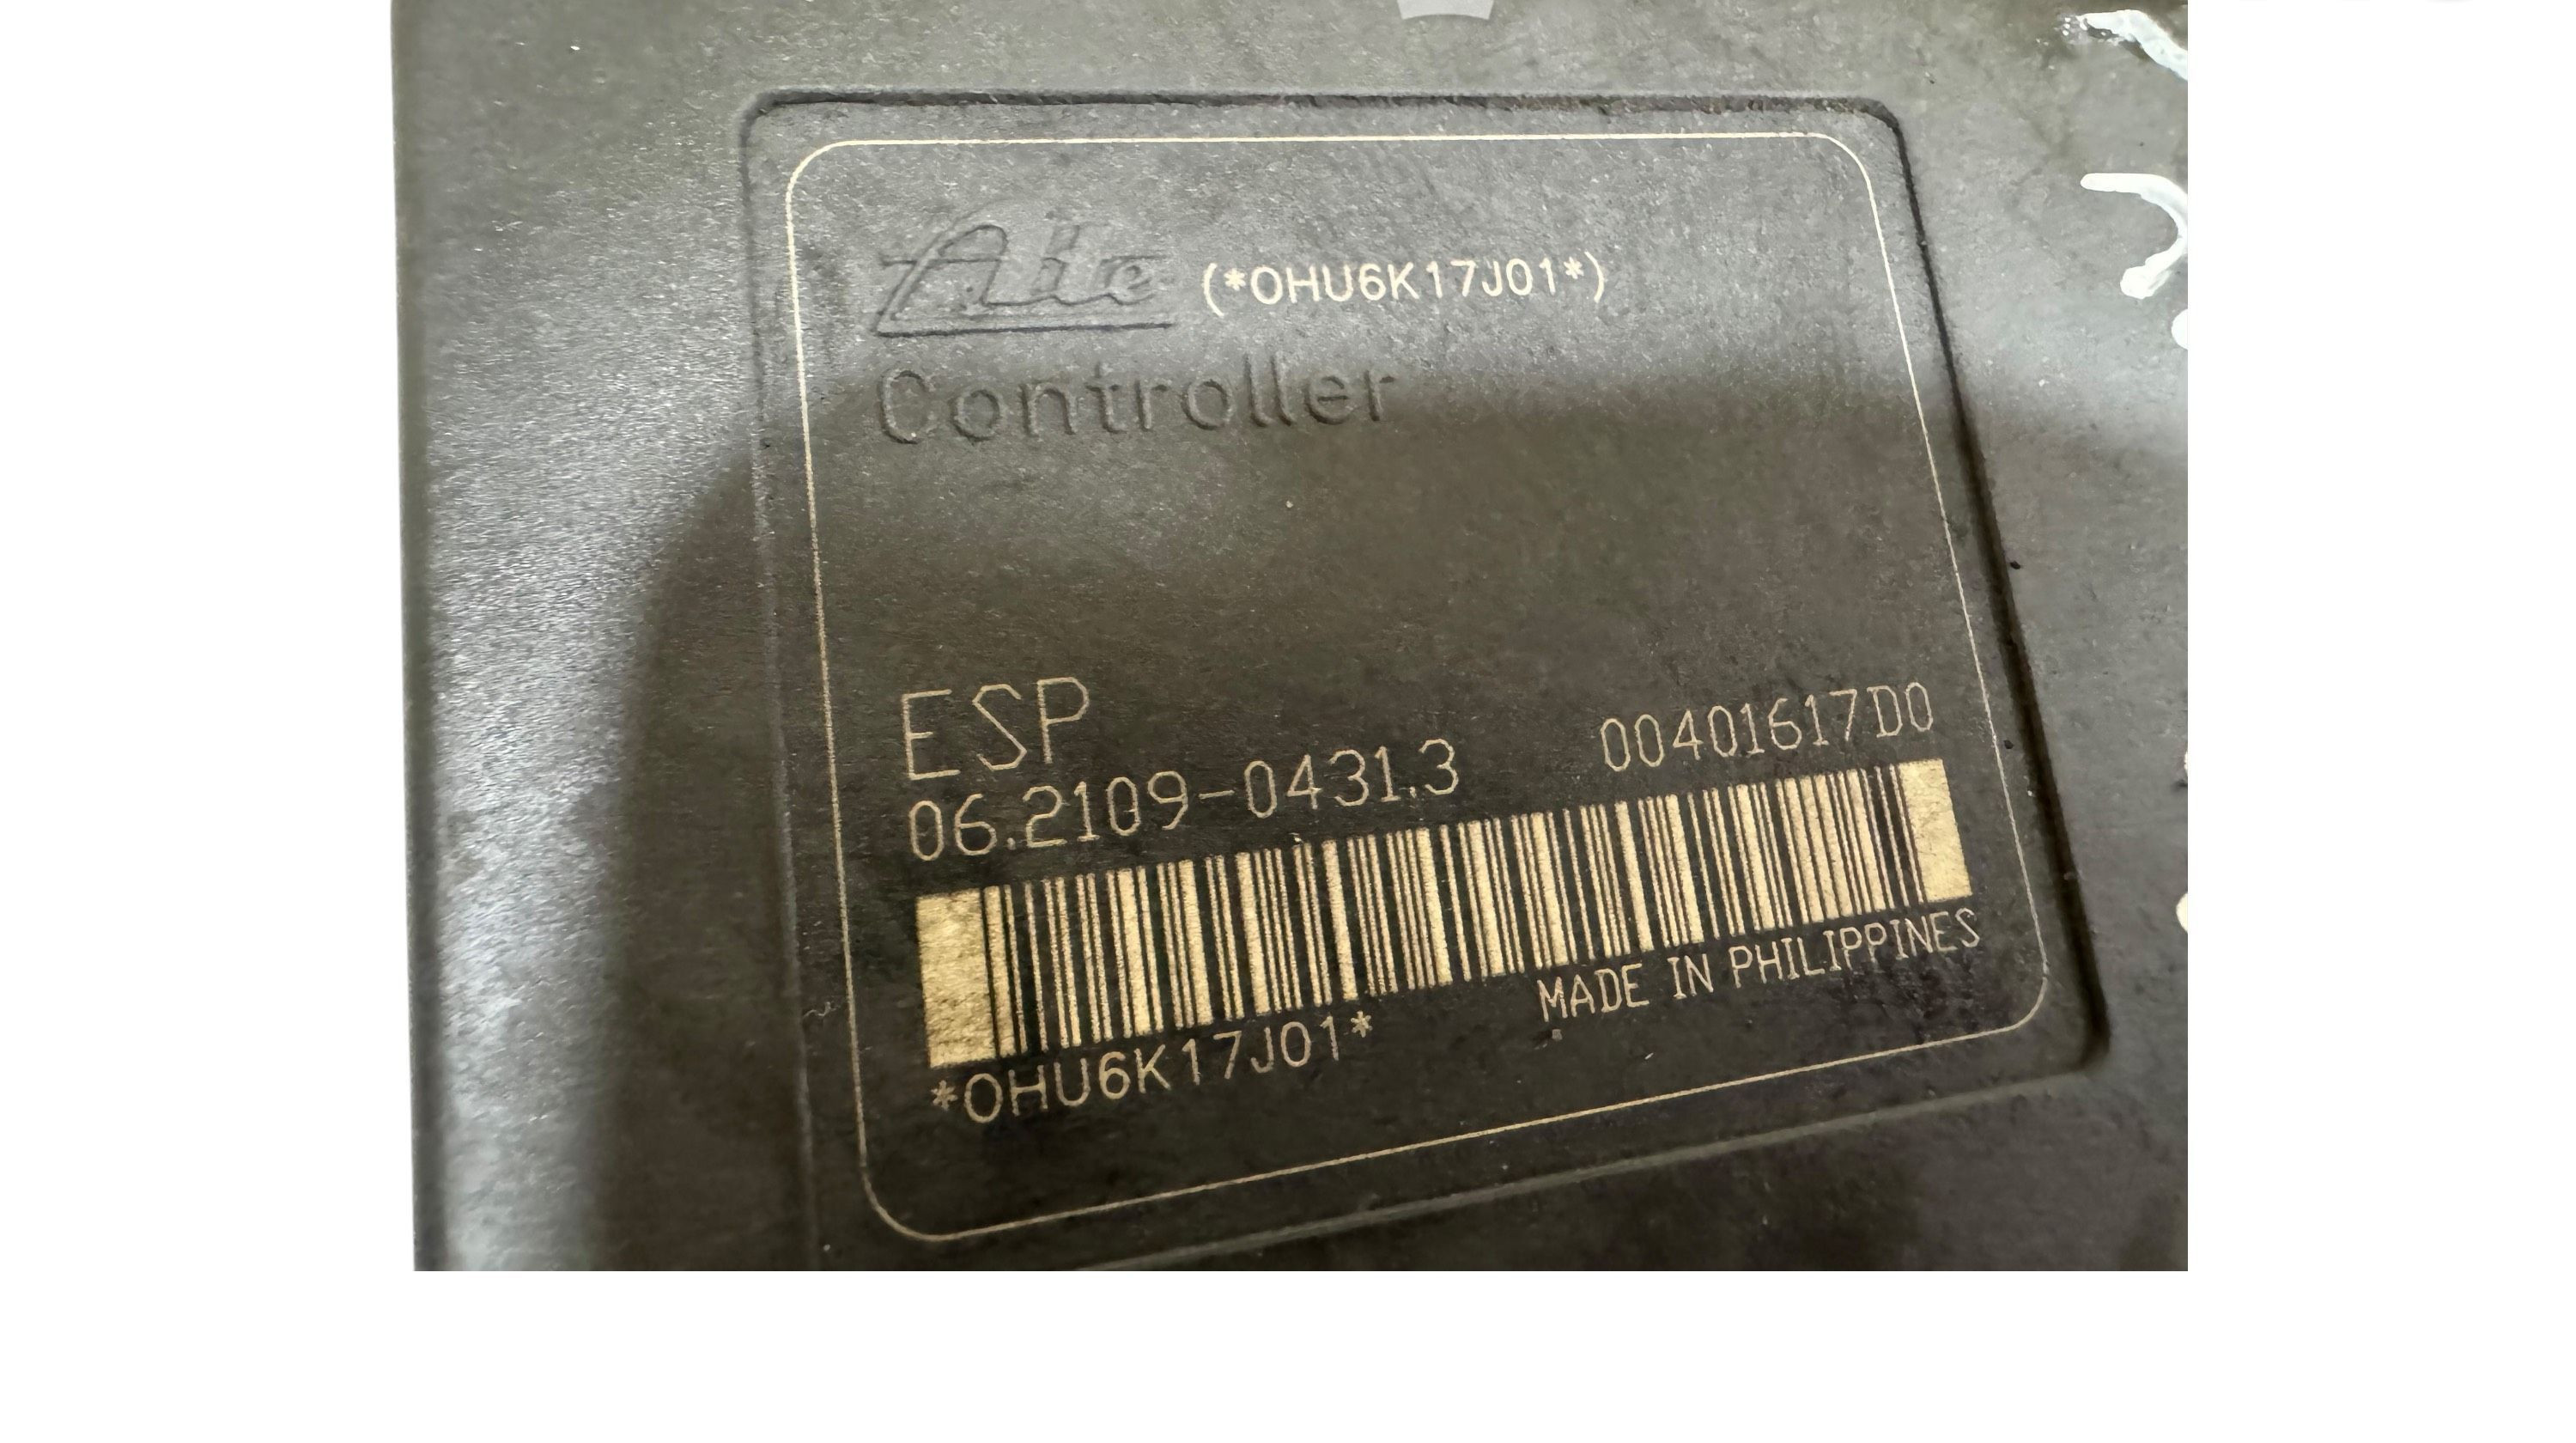 Ate (*OHU6K17J01*)
Controller
ESP
06.2109-0431.3 00401617D0
MADE IN PHILIPPINES
*OHU6K17J01*